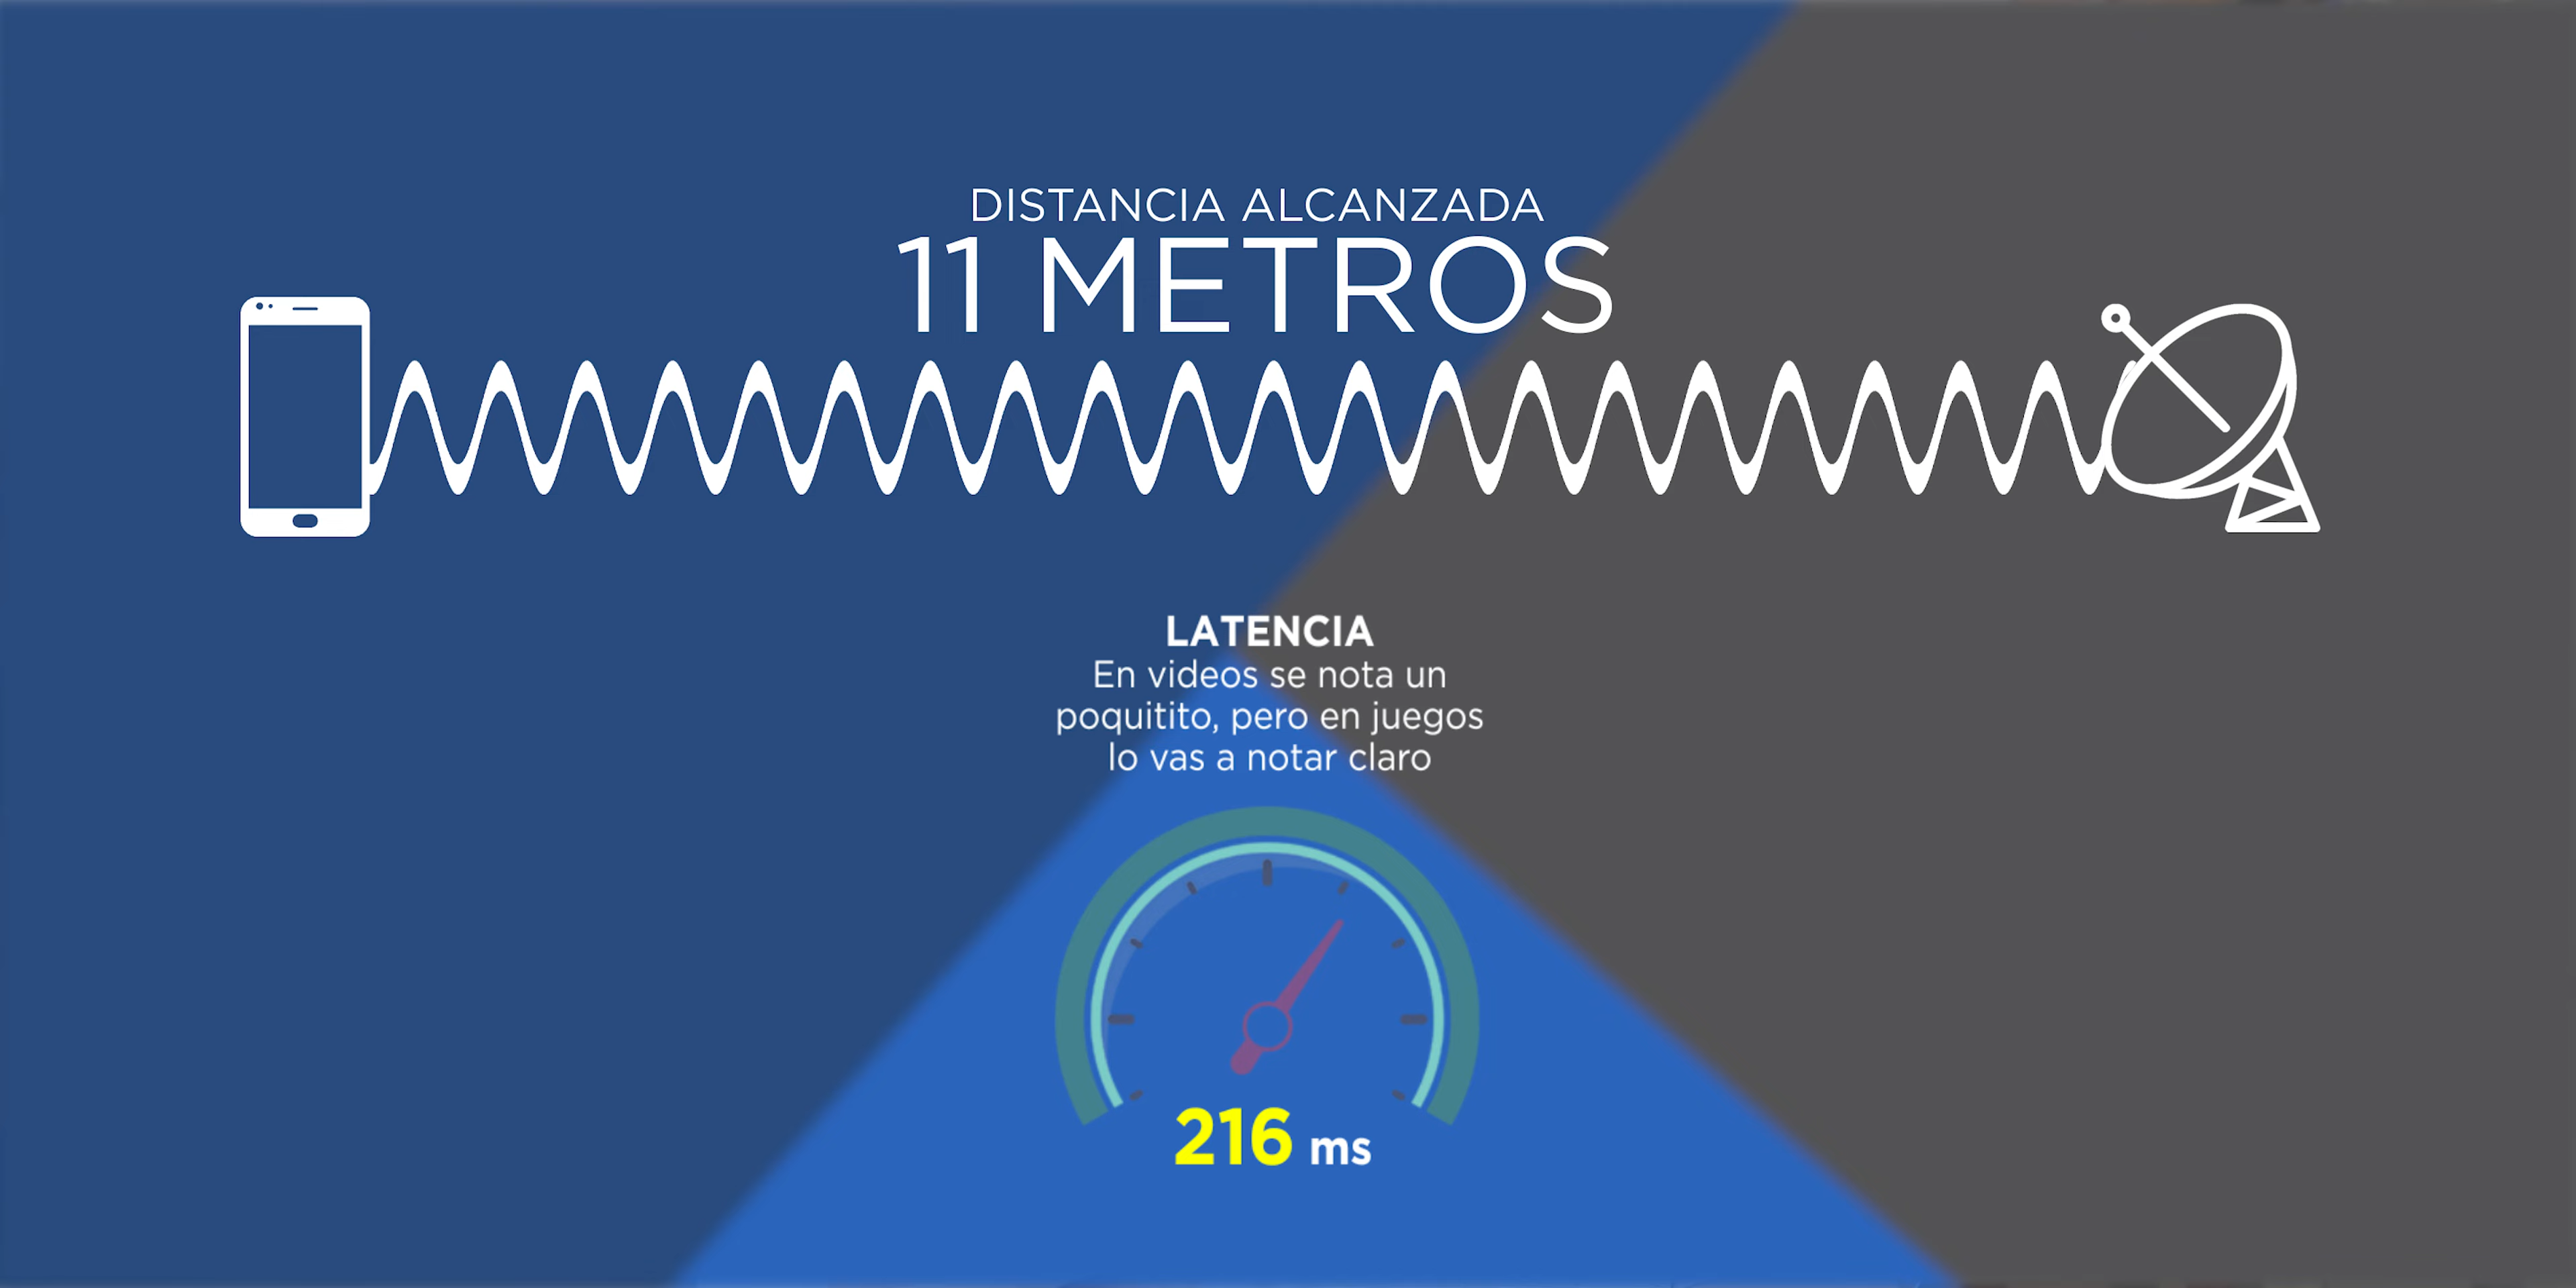 DISTANCIA ALCANZADA
11 METROS
LATENCIA
En videos se nota un
poquitito, pero en juegos
lo vas a notar claro
216 ms